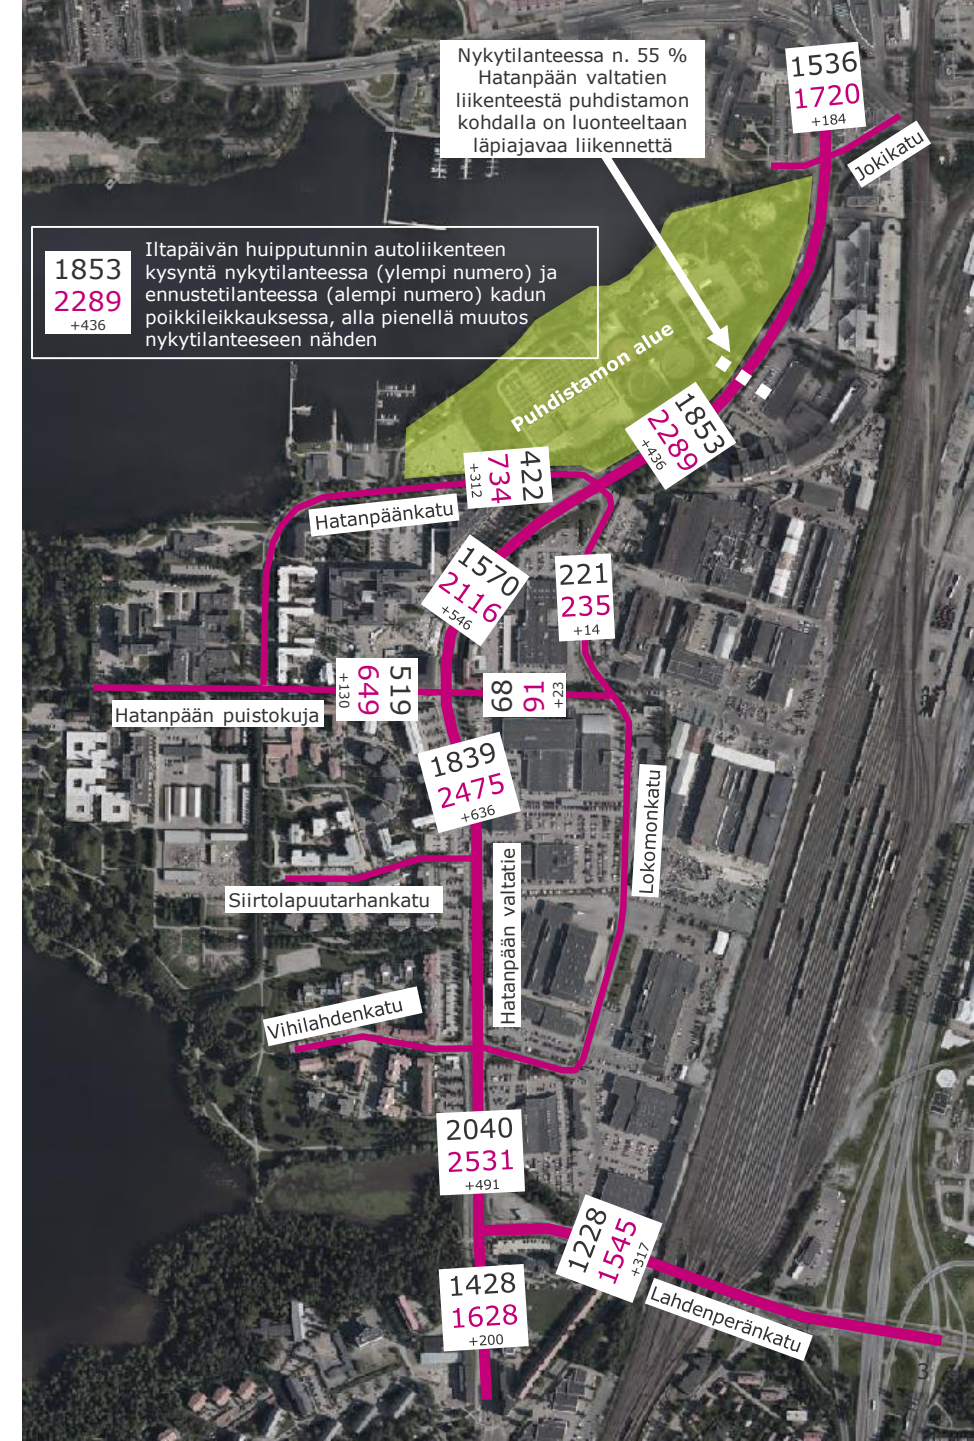 Nykytilanteessa n. 55 %
Hatanpään valtatien
liikenteestä puhdistamon
kohdalla on luonteeltaan
läpiajavaa liikennettä
1536
1720
+184
Jokikatu
1853
2289
+436
Iltapäivän huipputunnin autoliikenteen
kysyntä nykytilanteessa (ylempi numero) ja
ennustetilanteessa (alempi numero) kadun
poikkileikkauksessa, alla pienellä muutos
nykytilanteeseen nähden
Puhdistamon alue
1853
2289
+436
422
734
+312
Hatanpäänkatu
1570
2116
+546
221
235
+14
519
649
+130
68
91
+23
Hatanpään puistokuja
1839
2475
+636
Lokomonkatu
Hatanpään valtatie
Siirtolapuutarhankatu
Vihilahdenkatu
2040
2531
+491
1228
1545
+317
1428
1628
+200
Lahdenperänkatu
3